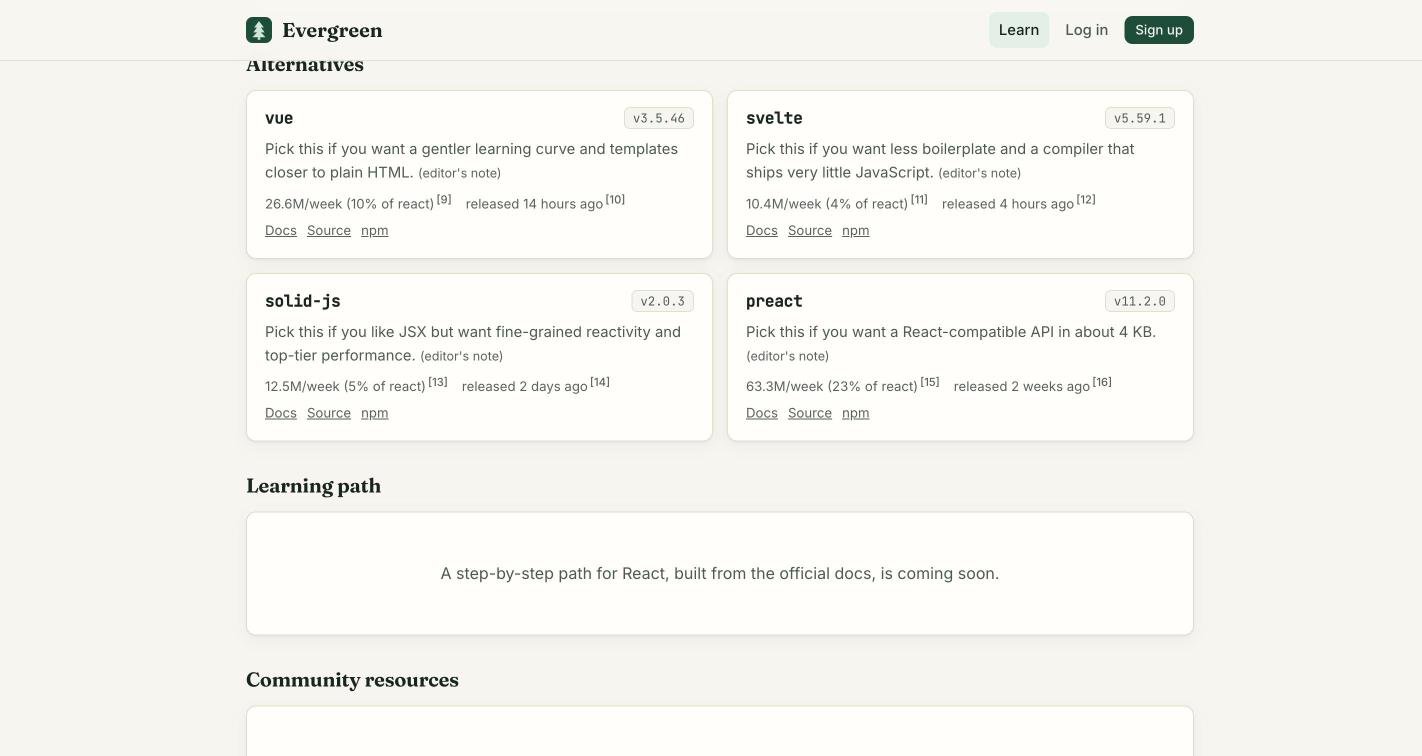 Evergreen
Learn
Log in
Sign up
Alternatives
vue
v3.5.46
Pick this if you want a gentler learning curve and templates
closer to plain HTML. (editor's note)
26.6M/week (10% of react)[9] released 14 hours ago[10]
Docs Source npm
svelte
v5.59.1
Pick this if you want less boilerplate and a compiler that
ships very little JavaScript. (editor's note)
10.4M/week (4% of react)[11] released 4 hours ago[12]
Docs Source npm
solid-js
v2.0.3
Pick this if you like JSX but want fine-grained reactivity and
top-tier performance. (editor's note)
12.5M/week (5% of react)[13] released 2 days ago[14]
Docs Source npm
preact
v11.2.0
Pick this if you want a React-compatible API in about 4 KB.
(editor's note)
63.3M/week (23% of react)[15] released 2 weeks ago[16]
Docs Source npm
Learning path
A step-by-step path for React, built from the official docs, is coming soon.
Community resources